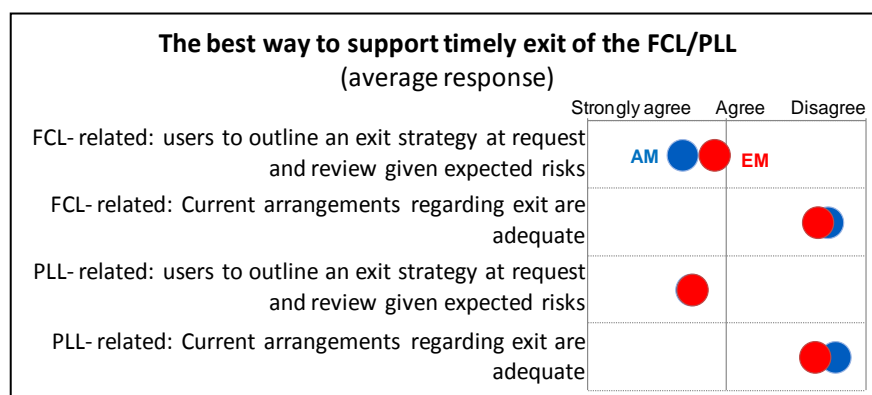 The best way to support timely exit of the FCL/PLL
(average response)
Strongly agree Agree Disagree
FCL- related: users to outline an exit strategy at request
and review given expected risks
AM EM
FCL- related: Current arrangements regarding exit are
adequate
PLL- related: users to outline an exit strategy at request
and review given expected risks
PLL- related: Current arrangements regarding exit are
adequate